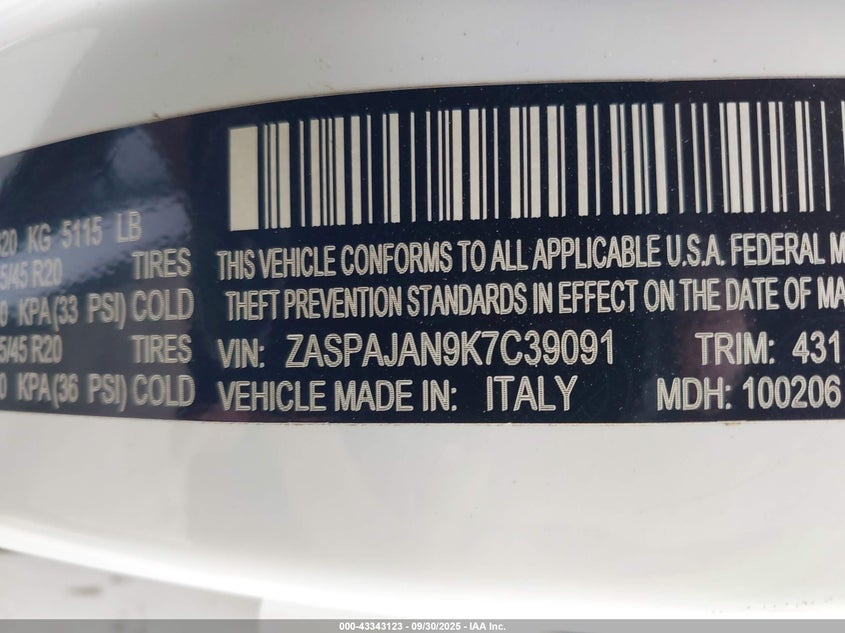 THIS VEHICLE CONFORMS TO ALL APPLICABLE U.S.A. FEDERAL M
THEFT PREVENTION STANDARDS IN EFFECT ON THE DATE OF MA
VIN: ZASPAJAN9K7C39091 TRIM: 431
VEHICLE MADE IN: ITALY MDH: 100206
20 KG 5115 LB
5/45 R20 TIRES
0 KPA(33 PSI) COLD
5/45 R20 TIRES
0 KPA(36 PSI) COLD
000-43343123 - 09/30/2025 - IAA Inc.